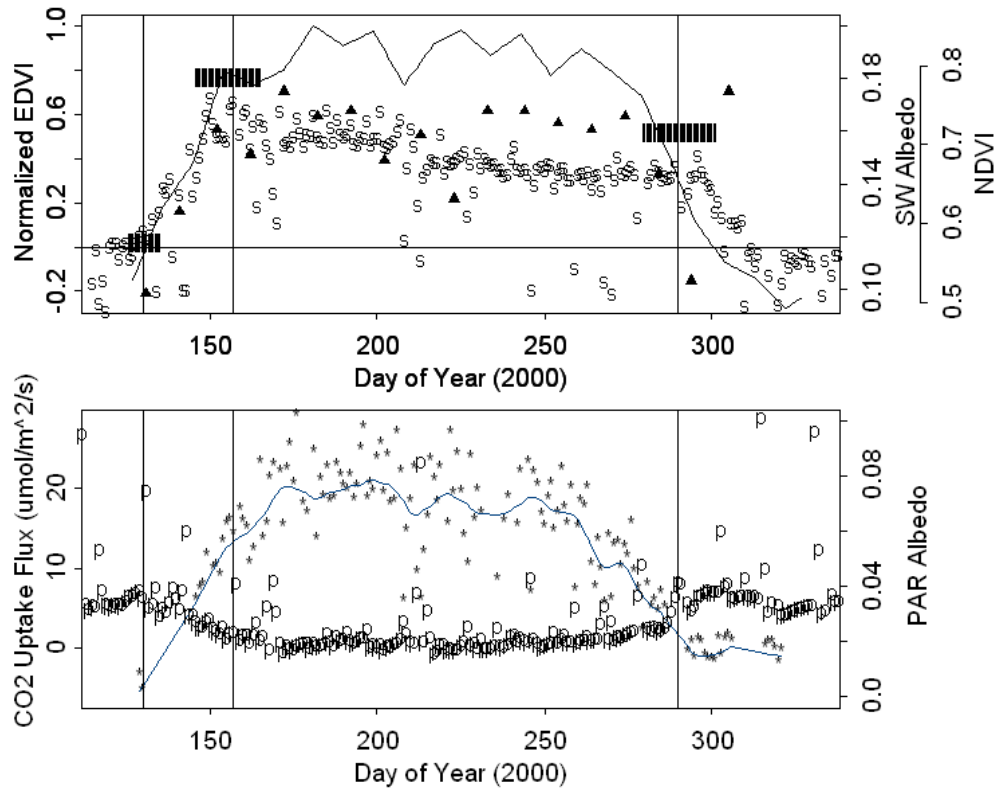 Normalized EDVI
1.0
0.6
0.2
-0.2
0.18
0.14
0.10
SW Albedo
0.8
0.7
0.6
0.5
NDVI
150 200 250 300
Day of Year (2000)
CO2 Uptake Flux (umol/m^2/s)
20
10
0
0.08
0.04
0.0
PAR Albedo
150 200 250 300
Day of Year (2000)